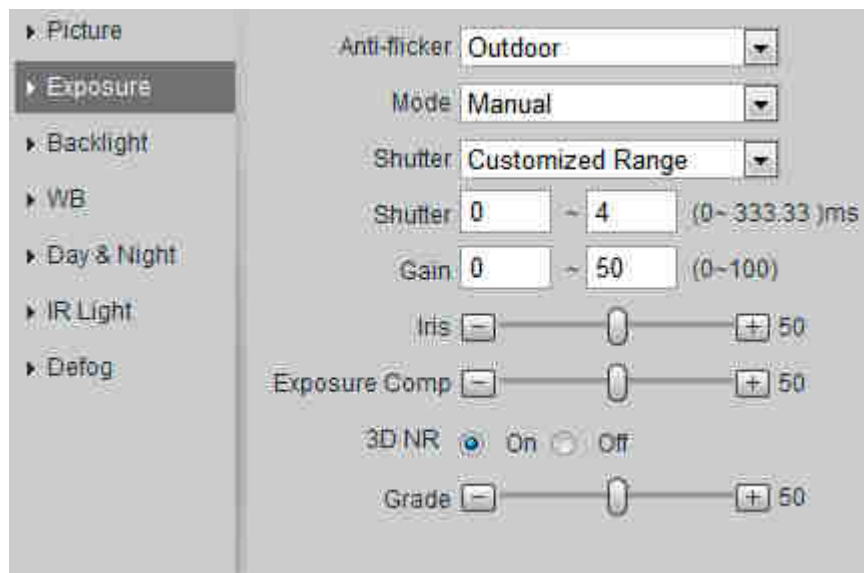 Picture
Exposure
Backlight
WB
Day & Night
IR Light
Defog
Anti-flicker Outdoor
Mode Manual
Shutter Customized Range
Shutter 0 ~ 4 (0~ 333.33 )ms
Gain 0 ~ 50 (0~100)
Iris - + 50
Exposure Comp - + 50
3D NR On Off
Grade - + 50